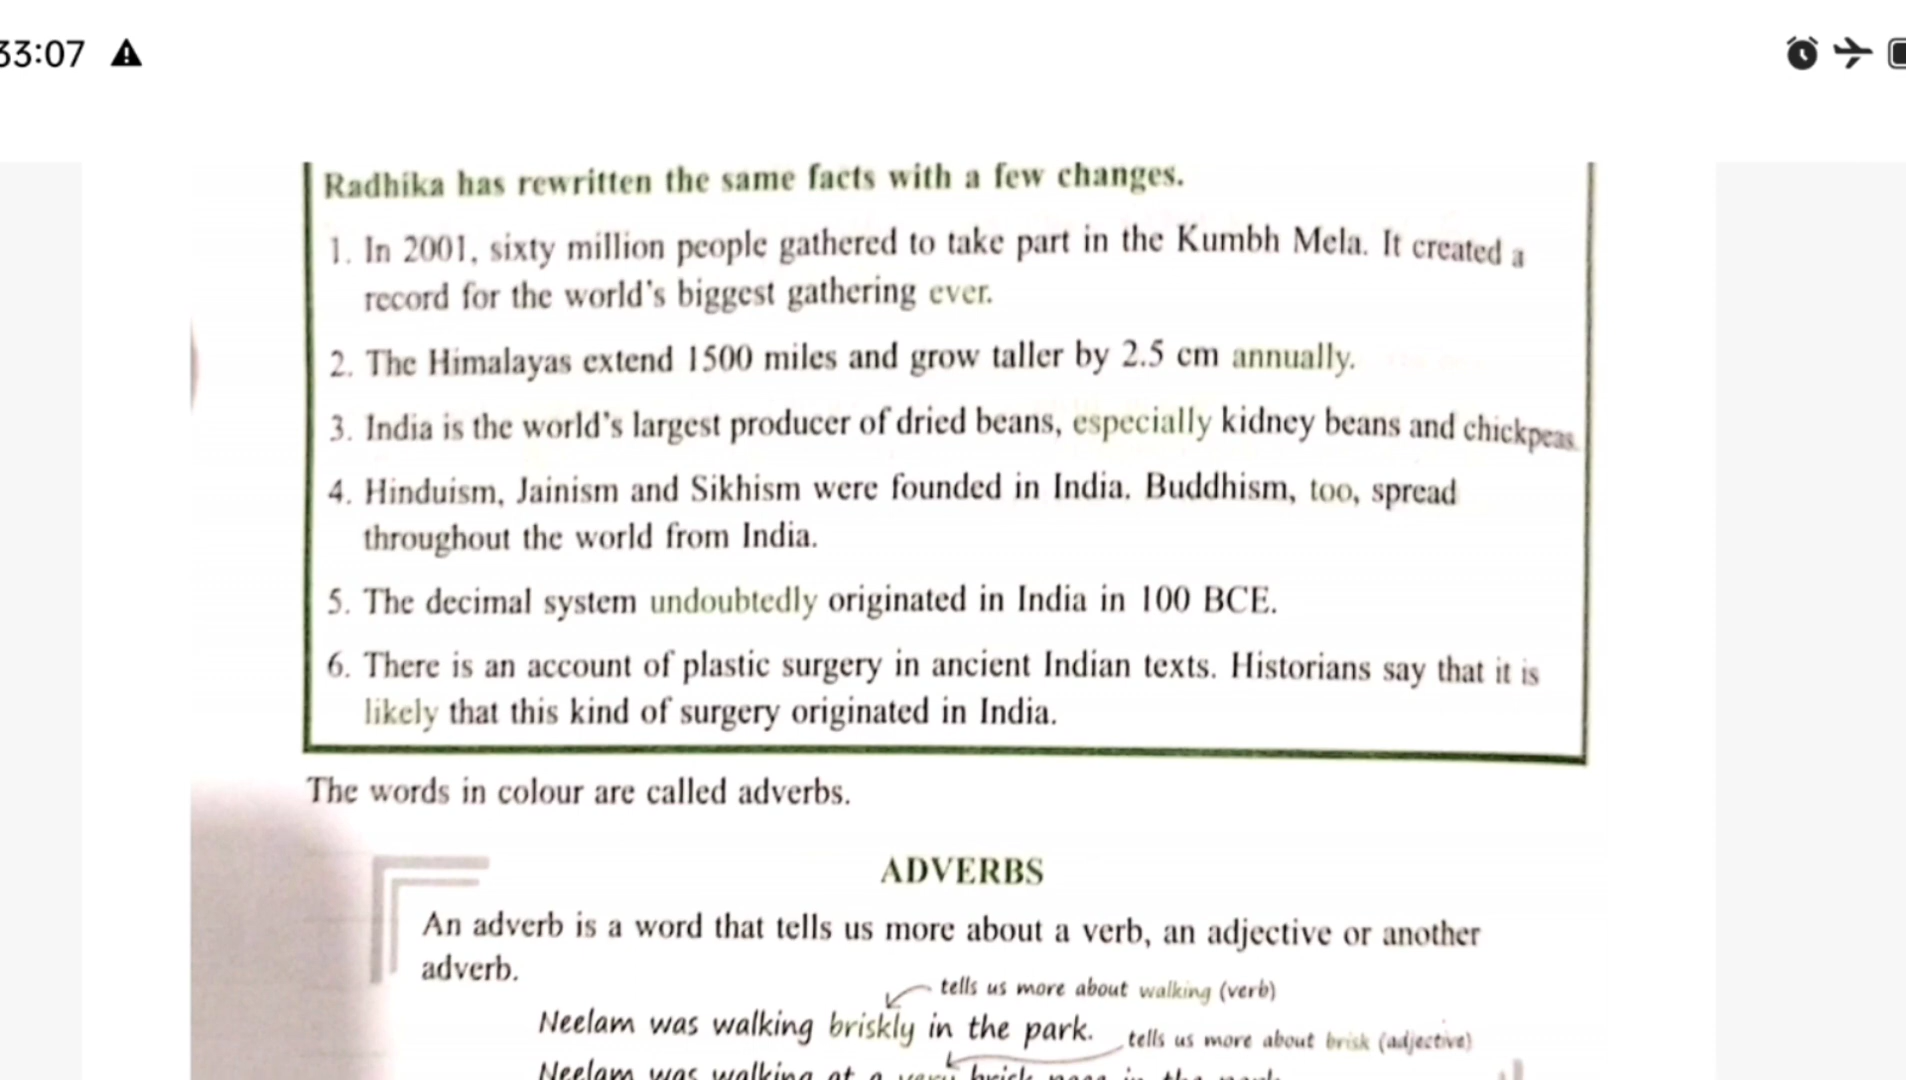 33:07
Radhika has rewritten the same facts with a few changes.
1. In 2001, sixty million people gathered to take part in the Kumbh Mela. It created a
record for the world's biggest gathering ever.
2. The Himalayas extend 1500 miles and grow taller by 2.5 cm annually.
3. India is the world's largest producer of dried beans, especially kidney beans and chickpeas.
4. Hinduism, Jainism and Sikhism were founded in India. Buddhism, too, spread
throughout the world from India.
5. The decimal system undoubtedly originated in India in 100 BCE.
6. There is an account of plastic surgery in ancient Indian texts. Historians say that it is
likely that this kind of surgery originated in India.
The words in colour are called adverbs.
ADVERBS
An adverb is a word that tells us more about a verb, an adjective or another
adverb.
tells us more about walking (verb)
Neelam was walking briskly in the park.
tells us more about brisk (adjective)
Neelam was walking at a very brisk pace in the park